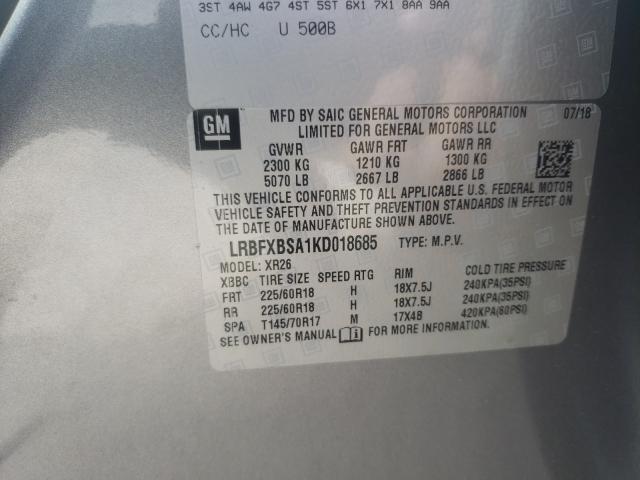 3ST 4AW 4G7 4ST 5ST 6X1 7X1 8AA 9AA
CC/HC U 500B
GM
MFD BY SAIC GENERAL MOTORS CORPORATION 07/18
LIMITED FOR GENERAL MOTORS LLC
GVWR GAWR FRT GAWR RR
2300 KG 1210 KG 1300 KG
5070 LB 2667 LB 2866 LB
THIS VEHICLE CONFORMS TO ALL APPLICABLE U.S. FEDERAL MOTOR
VEHICLE SAFETY AND THEFT PREVENTION STANDARDS IN EFFECT ON
THE DATE OF MANUFACTURE SHOWN ABOVE.
LRBFXBSA1KD018685 TYPE: M.P.V.
MODEL: XR26
XBBC TIRE SIZE SPEED RTG RIM COLD TIRE PRESSURE
FRT 225/60R18 H 18X7.5J 240KPA(35PSI)
RR 225/60R18 H 18X7.5J 240KPA(35PSI)
SPA T145/70R17 M 17X4B 420KPA(60PSI)
SEE OWNER'S MANUAL FOR MORE INFORMATION.